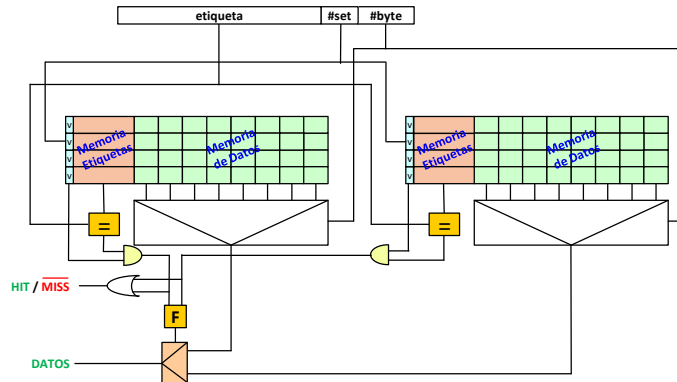 etiqueta #set #byte
V
V
V
V
Memoria
Etiquetas
Memoria
de Datos
V
V
V
V
Memoria
Etiquetas
Memoria
de Datos
=
=
HIT / MISS
F
DATOS